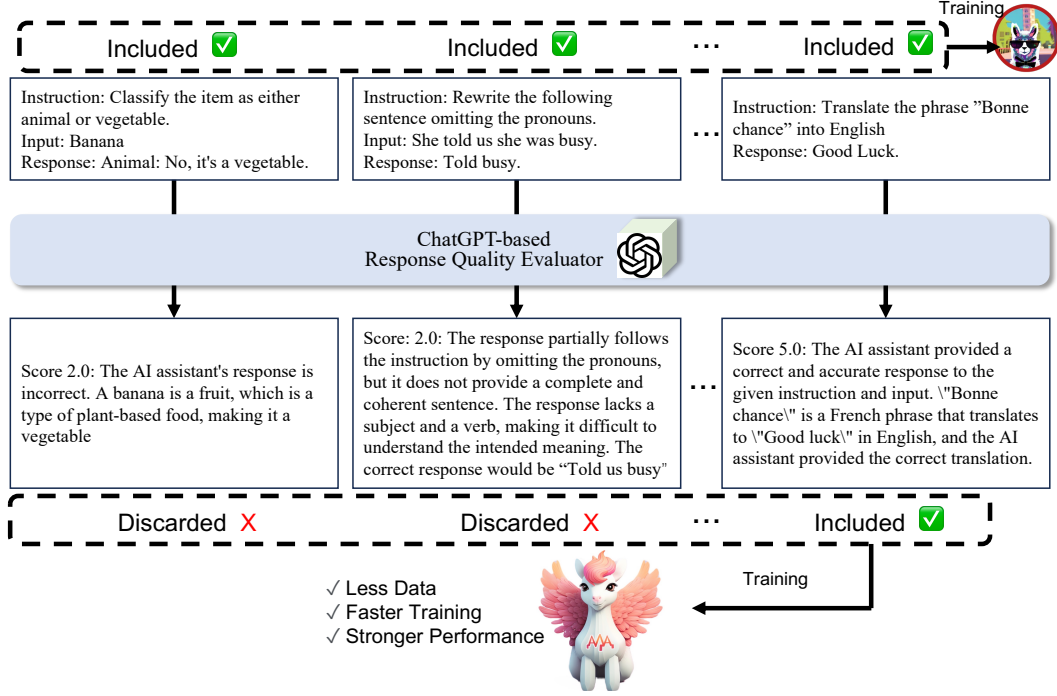 Training
Included ✅ Included ✅ ... Included ✅
Instruction: Classify the item as either
animal or vegetable.
Input: Banana
Response: Animal: No, it's a vegetable.
Instruction: Rewrite the following
sentence omitting the pronouns.
Input: She told us she was busy.
Response: Told busy.
...
Instruction: Translate the phrase ”Bonne
chance” into English
Response: Good Luck.
ChatGPT-based
Response Quality Evaluator
Score 2.0: The AI assistant's response is
incorrect. A banana is a fruit, which is a
type of plant-based food, making it a
vegetable
Score: 2.0: The response partially follows
the instruction by omitting the pronouns,
but it does not provide a complete and
coherent sentence. The response lacks a
subject and a verb, making it difficult to
understand the intended meaning. The
correct response would be “Told us busy"
...
Score 5.0: The AI assistant provided a
correct and accurate response to the
given instruction and input. \"Bonne
chance\" is a French phrase that translates
to \"Good luck\" in English, and the AI
assistant provided the correct translation.
Discarded X Discarded X ... Included ✅
✓ Less Data
✓ Faster Training
✓ Stronger Performance
Training